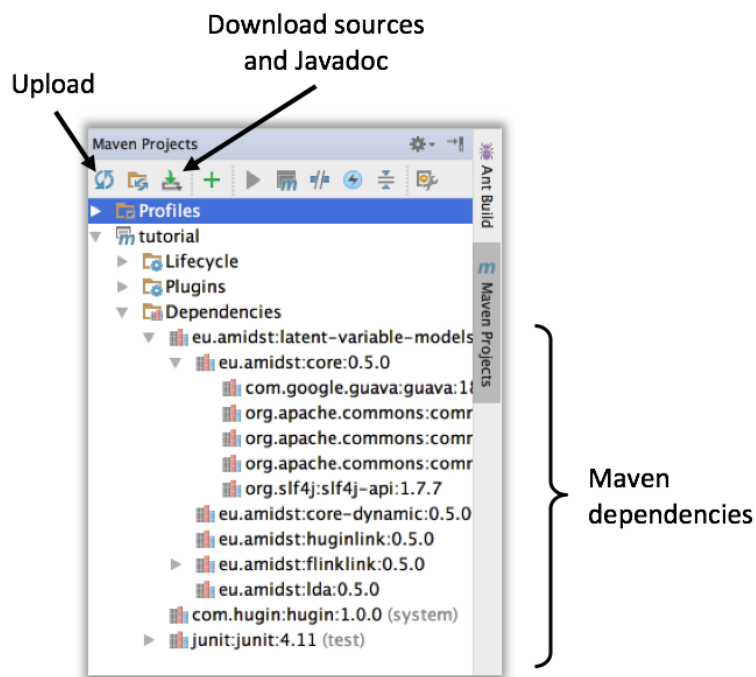 Download sources
and Javadoc
Upload
Maven Projects
Profiles
tutorial
Lifecycle
Plugins
Dependencies
eu.amidst:latent-variable-models
eu.amidst:core:0.5.0
com.google.guava:guava:18
org.apache.commons:comm
org.apache.commons:comm
org.apache.commons:comm
org.slf4j:slf4j-api:1.7.7
eu.amidst:core-dynamic:0.5.0
eu.amidst:huginlink:0.5.0
eu.amidst:flinklink:0.5.0
eu.amidst:lda:0.5.0
com.hugin:hugin:1.0.0 (system)
junit:junit:4.11 (test)
Ant Build
m Maven Projects
Maven
dependencies